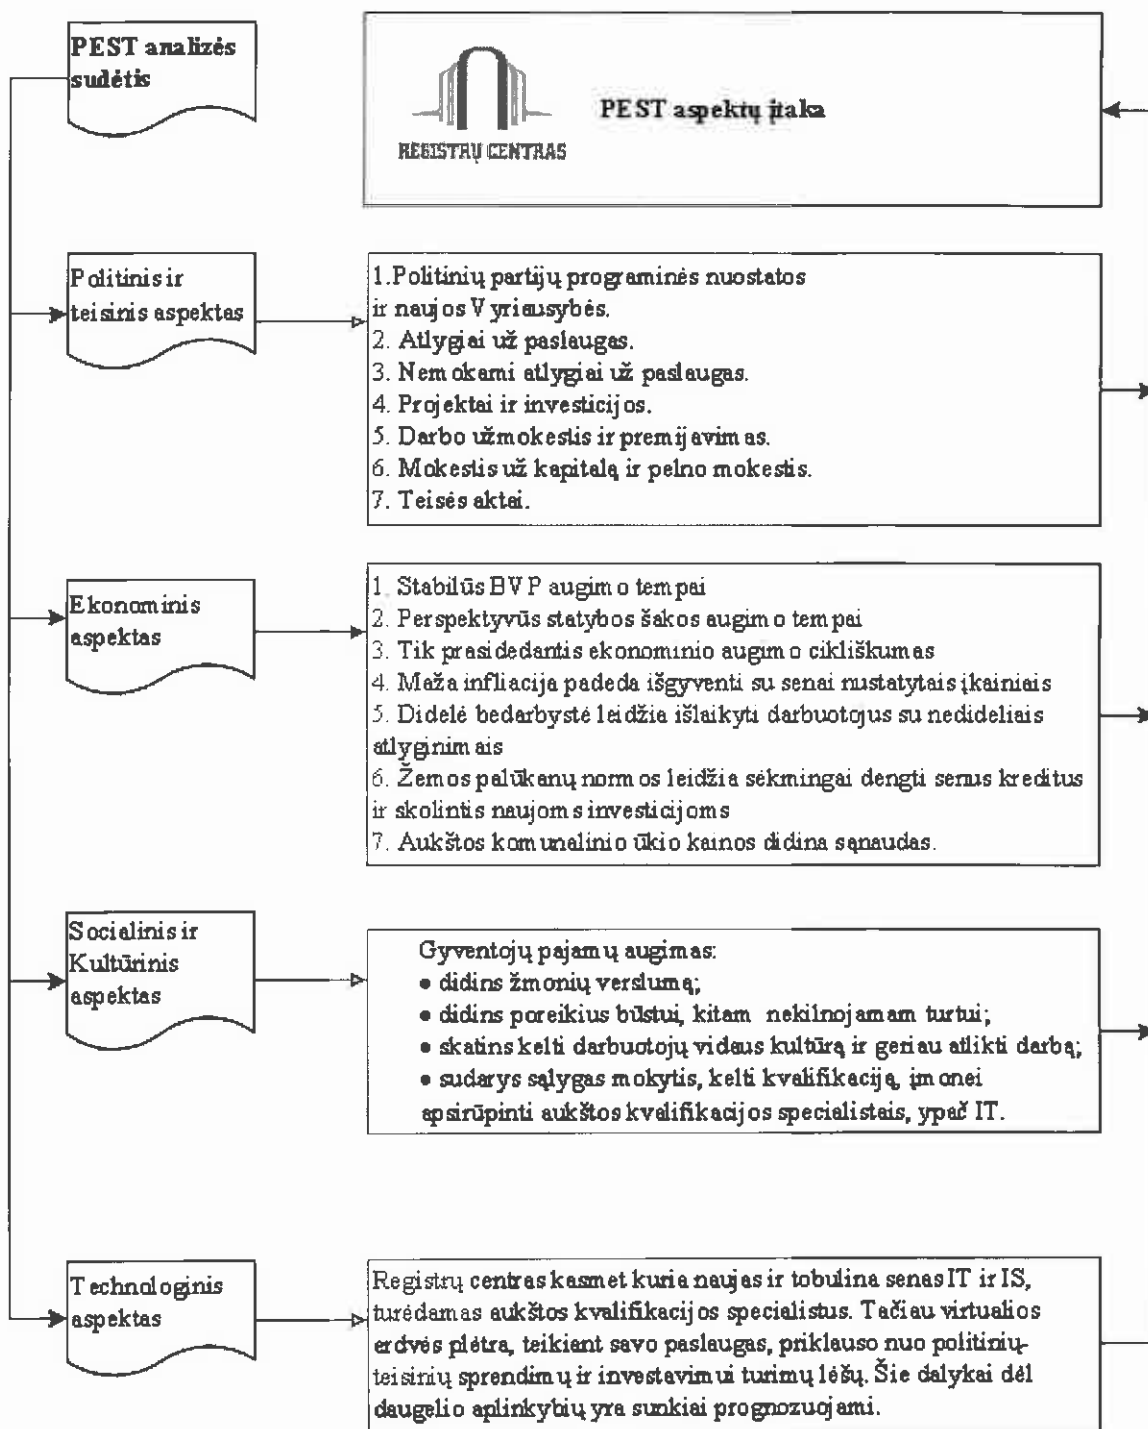 PEST analizės
sudėtis
REGISTRŲ CENTRAS
PEST aspektų įtaka
Politinis ir
teisinis aspektas
1.Politinių partijų programinės nuostatos
ir naujos Vyriausybės.
2. Atlygiai už paslaugas.
3. Nemokami atlygiai už paslaugas.
4. Projektai ir investicijos.
5. Darbo užmokestis ir premijavimas.
6. Mokestis už kapitalą ir pelno mokestis.
7. Teisės aktai.
Ekonominis
aspektas
1. Stabilūs BVP augimo tempai
2. Perspektyvūs statybos šakos augimo tempai
3. Tik prasidedantis ekonominio augimo cikliškumas
4. Maža infliacija padeda išgyventi su senai nustatytais įkainiais
5. Didelė bedarbystė leidžia išlaikyti darbuotojus su nedideliais
atlyginimais
6. Žemos palūkanų normos leidžia sėkmingai dengti senus kreditus
ir skolintis naujoms investicijoms
7. Aukštos komunalinio ūkio kainos didina sąnaudas.
Socialinis ir
Kultūrinis
aspektas
Gyventojų pajamų augimas:
• didins žmonių verslumą;
• didins poreikius būstui, kitam nekilnojamam turtui;
• skatins kelti darbuotojų vidaus kultūrą ir geriau atlikti darbą;
• sudarys sąlygas mokytis, kelti kvalifikaciją, įmonei
apsirūpinti aukštos kvalifikacijos specialistais, ypač IT.
Technologinis
aspektas
Registrų centras kasmet kuria naujas ir tobulina senas IT ir IS,
turėdamas aukštos kvalifikacijos specialistus. Tačiau virtualios
erdvės plėtra, teikiant savo paslaugas, priklauso nuo politinių-
teisinių sprendimų ir investavimui turimų lėšų. Šie dalykai dėl
daugelio aplinkybių yra sunkiai prognozuojami.